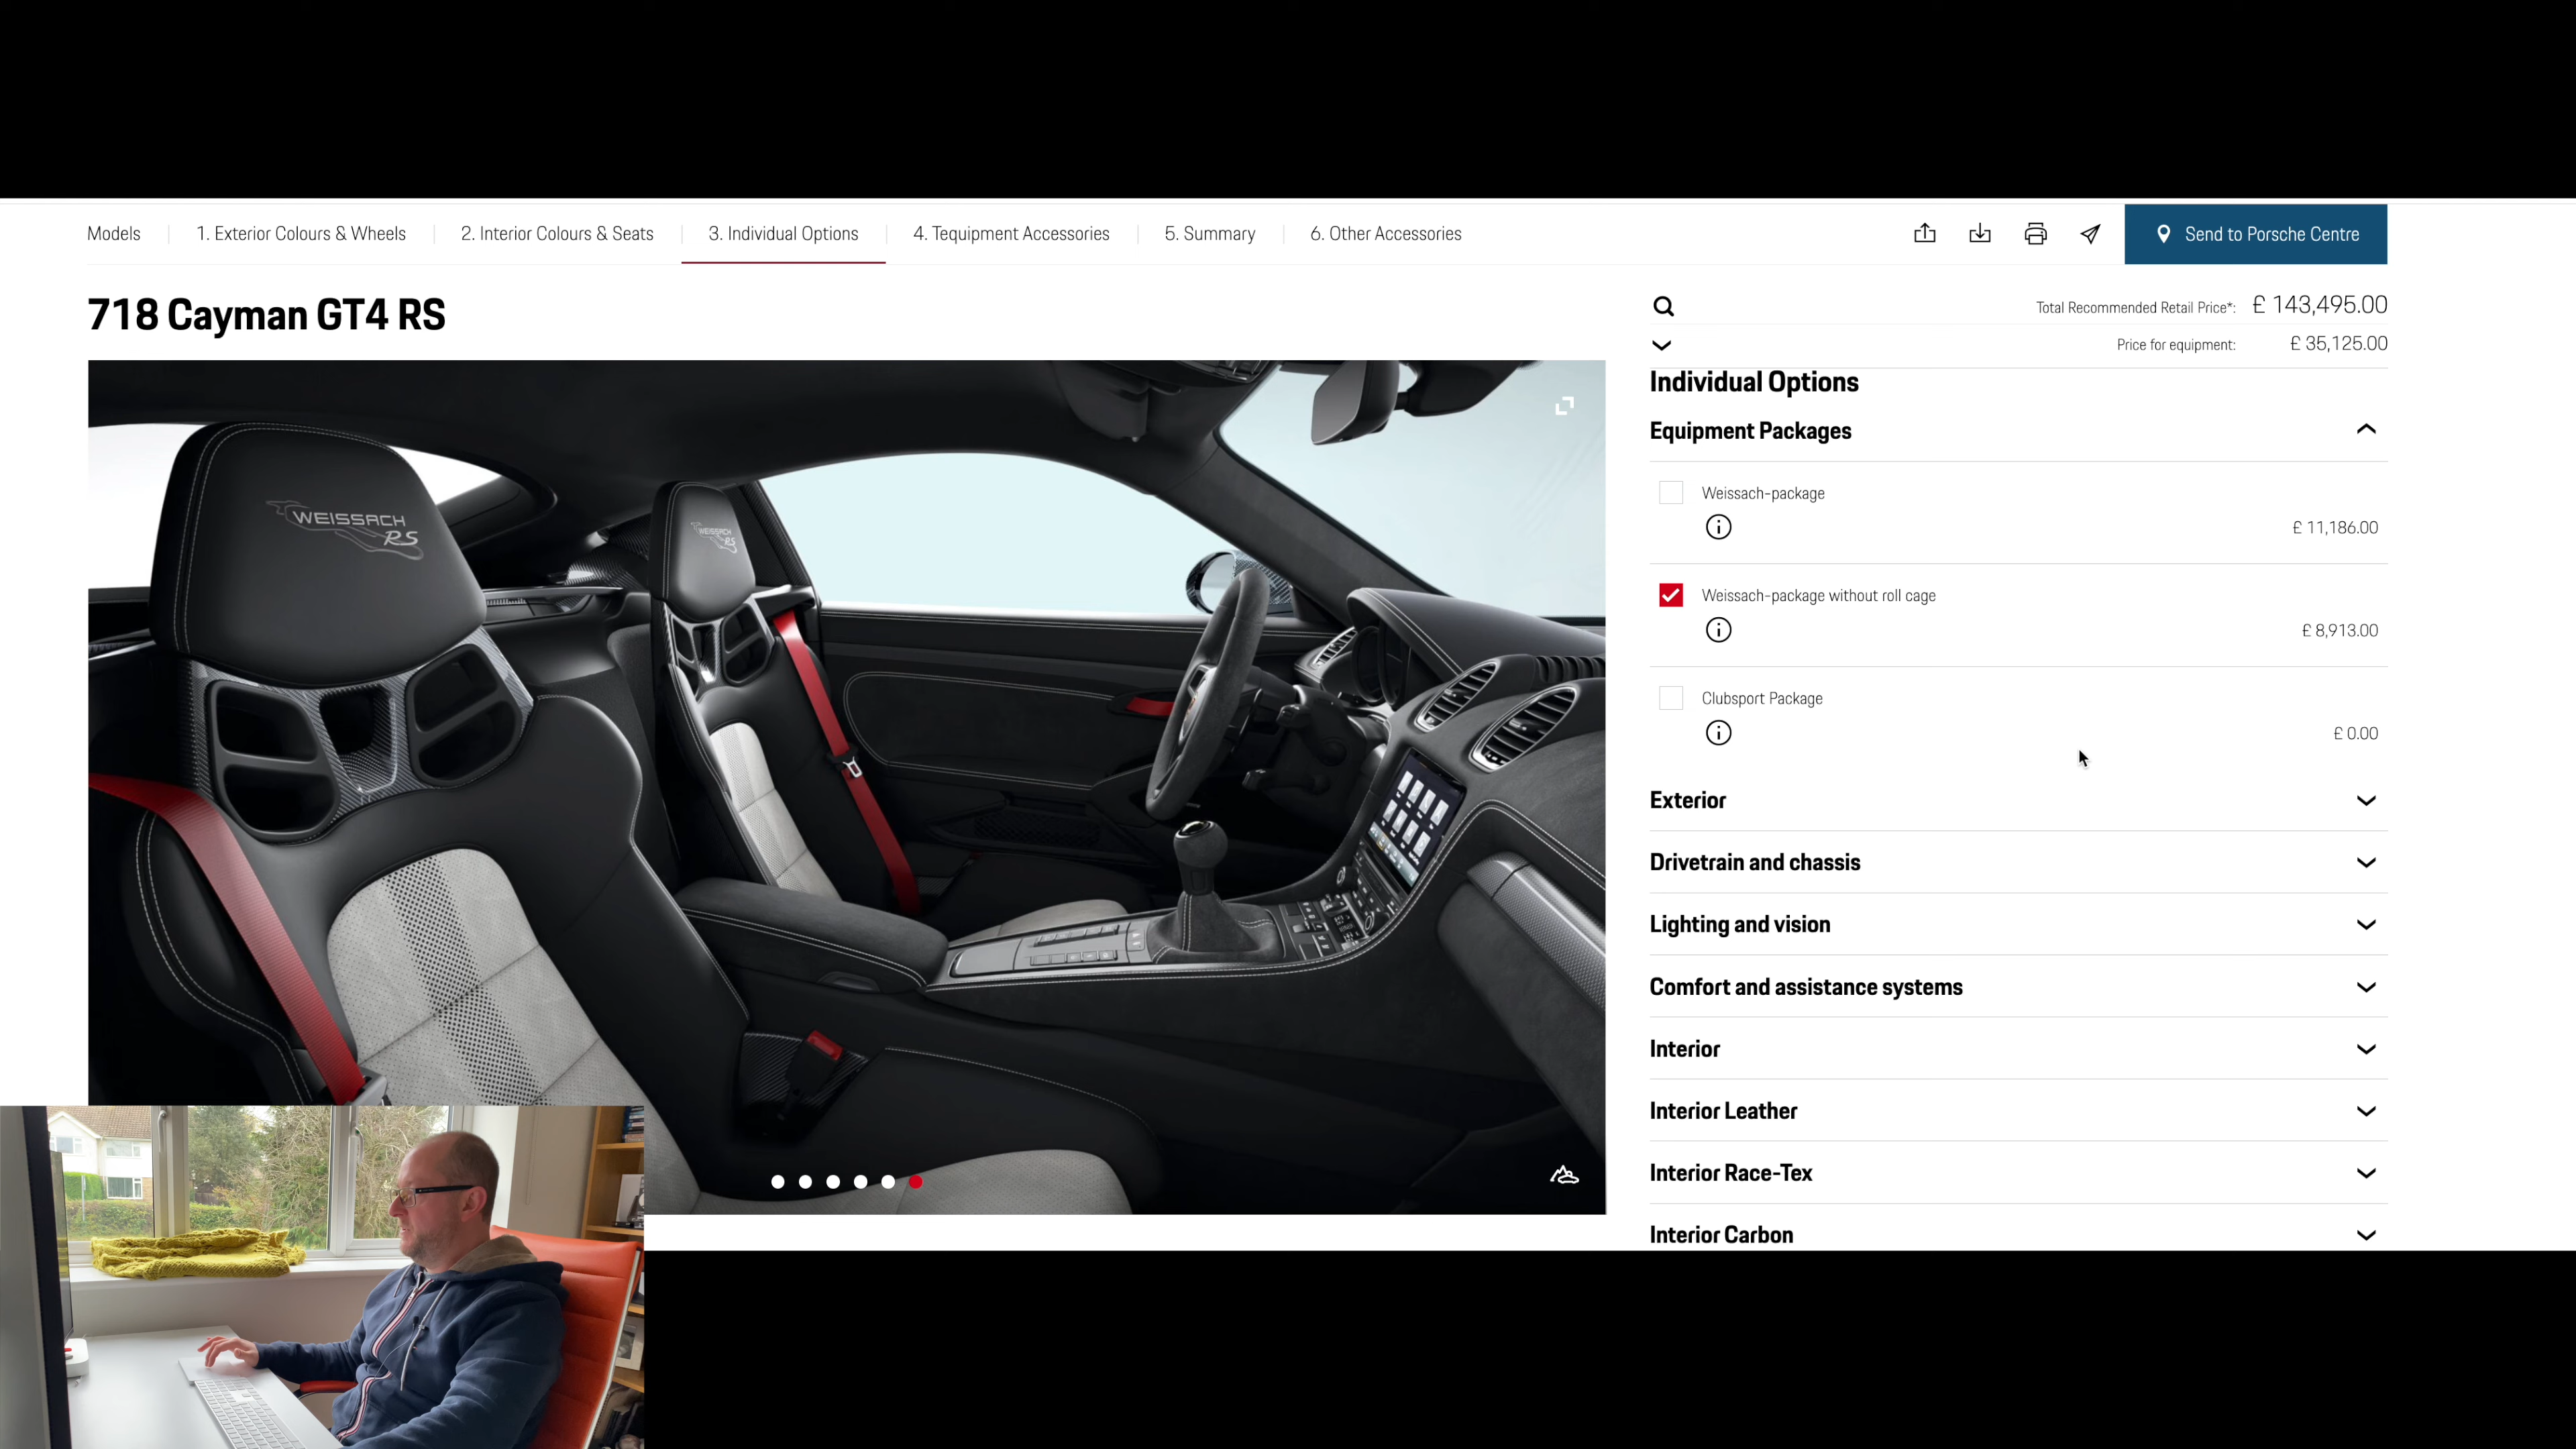 Models
1. Exterior Colours & Wheels
2. Interior Colours & Seats
3. Individual Options
4. Tequipment Accessories
5. Summary
6. Other Accessories
Send to Porsche Centre
718 Cayman GT4 RS
Total Recommended Retail Price*: £ 143,495.00
Price for equipment: £ 35,125.00
WEISSACH
RS
WEISSACH
RS
Individual Options
Equipment Packages
Weissach-package
£ 11,186.00
Weissach-package without roll cage
£ 8,913.00
Clubsport Package
£ 0.00
Exterior
Drivetrain and chassis
Lighting and vision
Comfort and assistance systems
Interior
Interior Leather
Interior Race-Tex
Interior Carbon